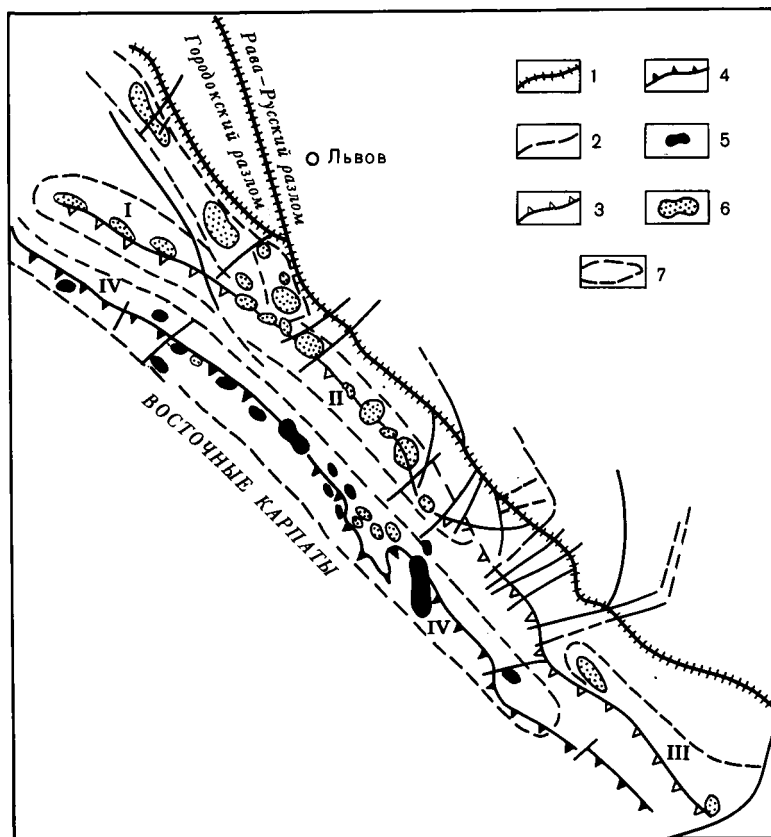 Городокский разлом
Рава-Русский разлом
Львов
1
4
2
5
3
6
7
I
IV
II
ВОСТОЧНЫЕ КАРПАТЫ
IV
III